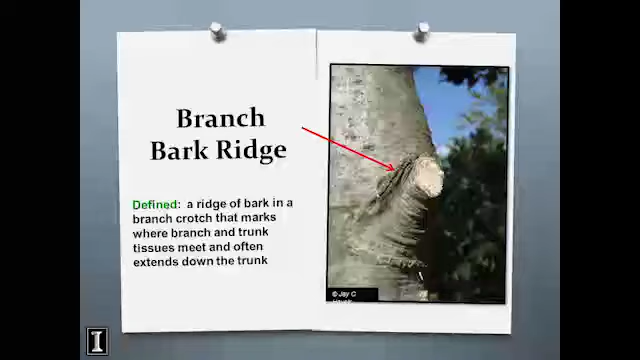 Branch
Bark Ridge
Defined: a ridge of bark in a
branch crotch that marks
where branch and trunk
tissues meet and often
extends down the trunk
© Jay C
I